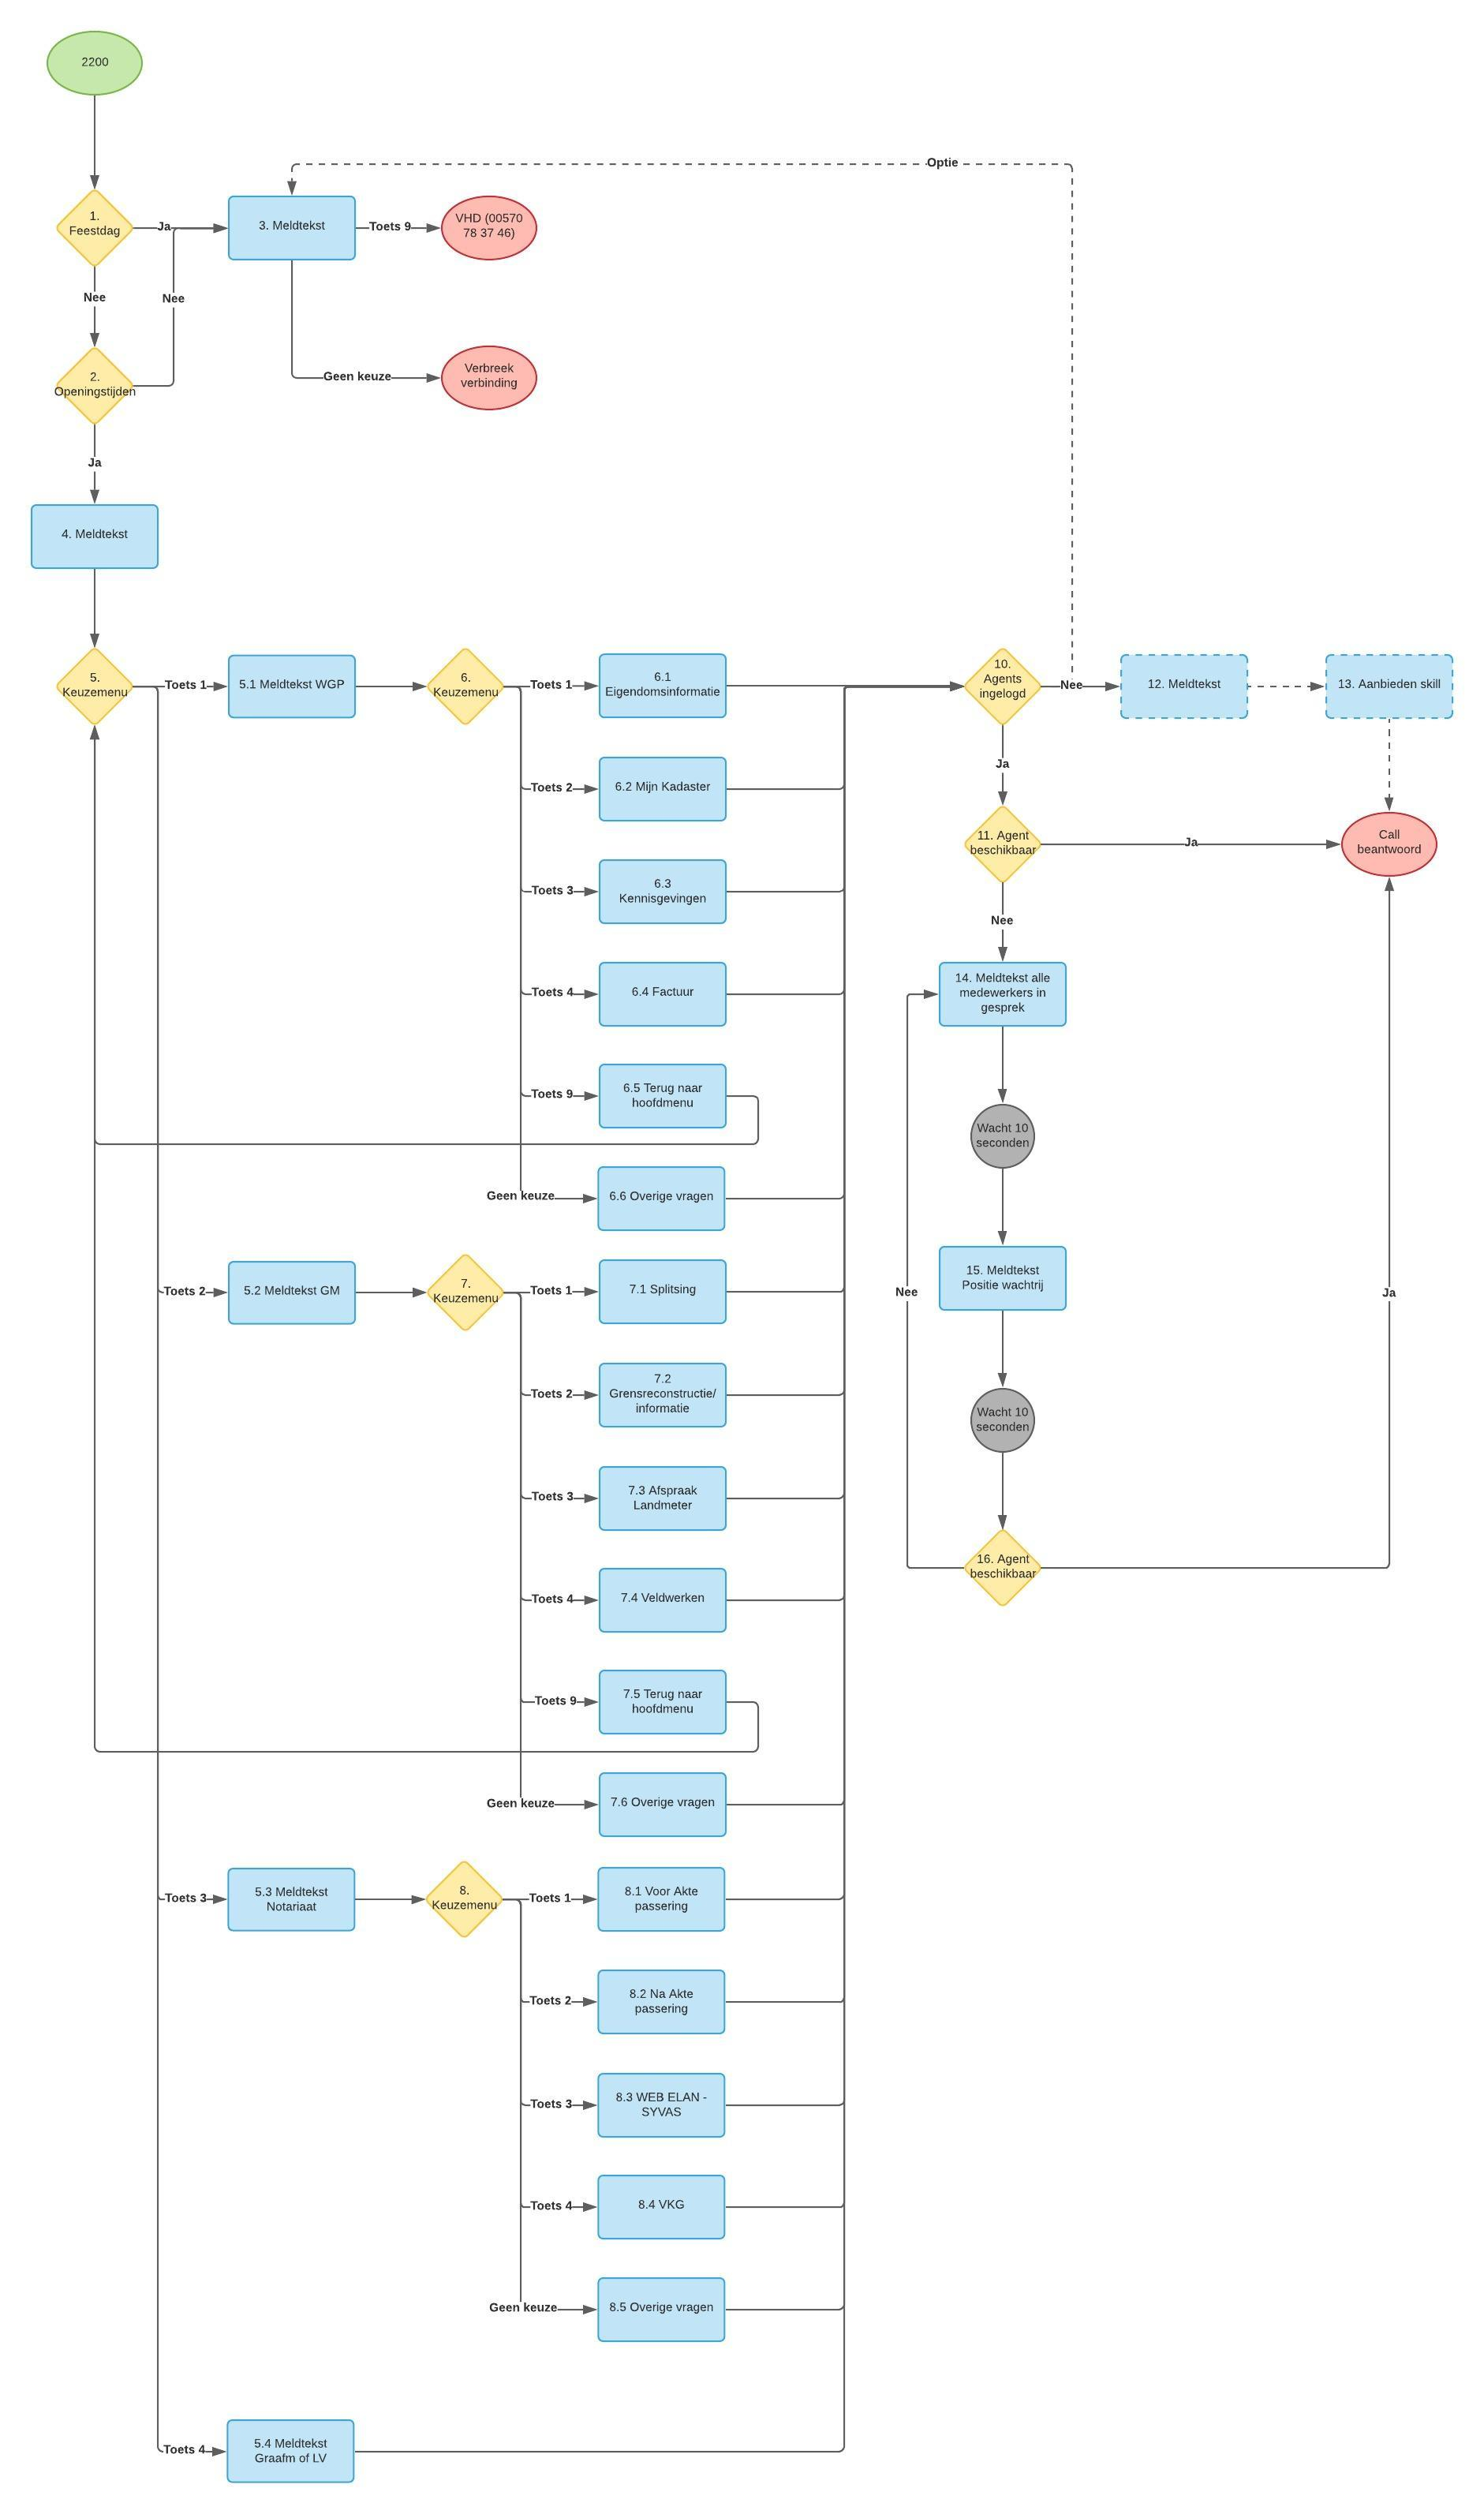 2200
Optie
1.
Feestdag
Ja
3. Meldtekst
Toets 9
VHD (00570
78 37 46)
Nee
Nee
2.
Openingstijden
Geen keuze
Verbreek
verbinding
Ja
4. Meldtekst
5.
Keuzemenu
Toets 1
5.1 Meldtekst WGP
6.
Keuzemenu
Toets 1
6.1
Eigendomsinformatie
10.
Agents
ingelogd
Nee
12. Meldtekst
13. Aanbieden skill
Toets 2
6.2 Mijn Kadaster
Ja
11. Agent
beschikbaar
Ja
Call
beantwoord
Toets 3
6.3
Kennisgevingen
Nee
Toets 4
6.4 Factuur
14. Meldtekst alle
medewerkers in
gesprek
Toets 9
6.5 Terug naar
hoofdmenu
Wacht 10
seconden
Geen keuze
6.6 Overige vragen
Toets 2
5.2 Meldtekst GM
7.
Keuzemenu
Toets 1
7.1 Splitsing
Nee
15. Meldtekst
Positie wachtrij
Ja
Toets 2
7.2
Grensreconstructie/
informatie
Wacht 10
seconden
Toets 3
7.3 Afspraak
Landmeter
16. Agent
beschikbaar
Toets 4
7.4 Veldwerken
Toets 9
7.5 Terug naar
hoofdmenu
Geen keuze
7.6 Overige vragen
Toets 3
5.3 Meldtekst
Notariaat
8.
Keuzemenu
Toets 1
8.1 Voor Akte
passering
Toets 2
8.2 Na Akte
passering
Toets 3
8.3 WEB ELAN -
SYVAS
Toets 4
8.4 VKG
Geen keuze
8.5 Overige vragen
Toets 4
5.4 Meldtekst
Graafm of LV